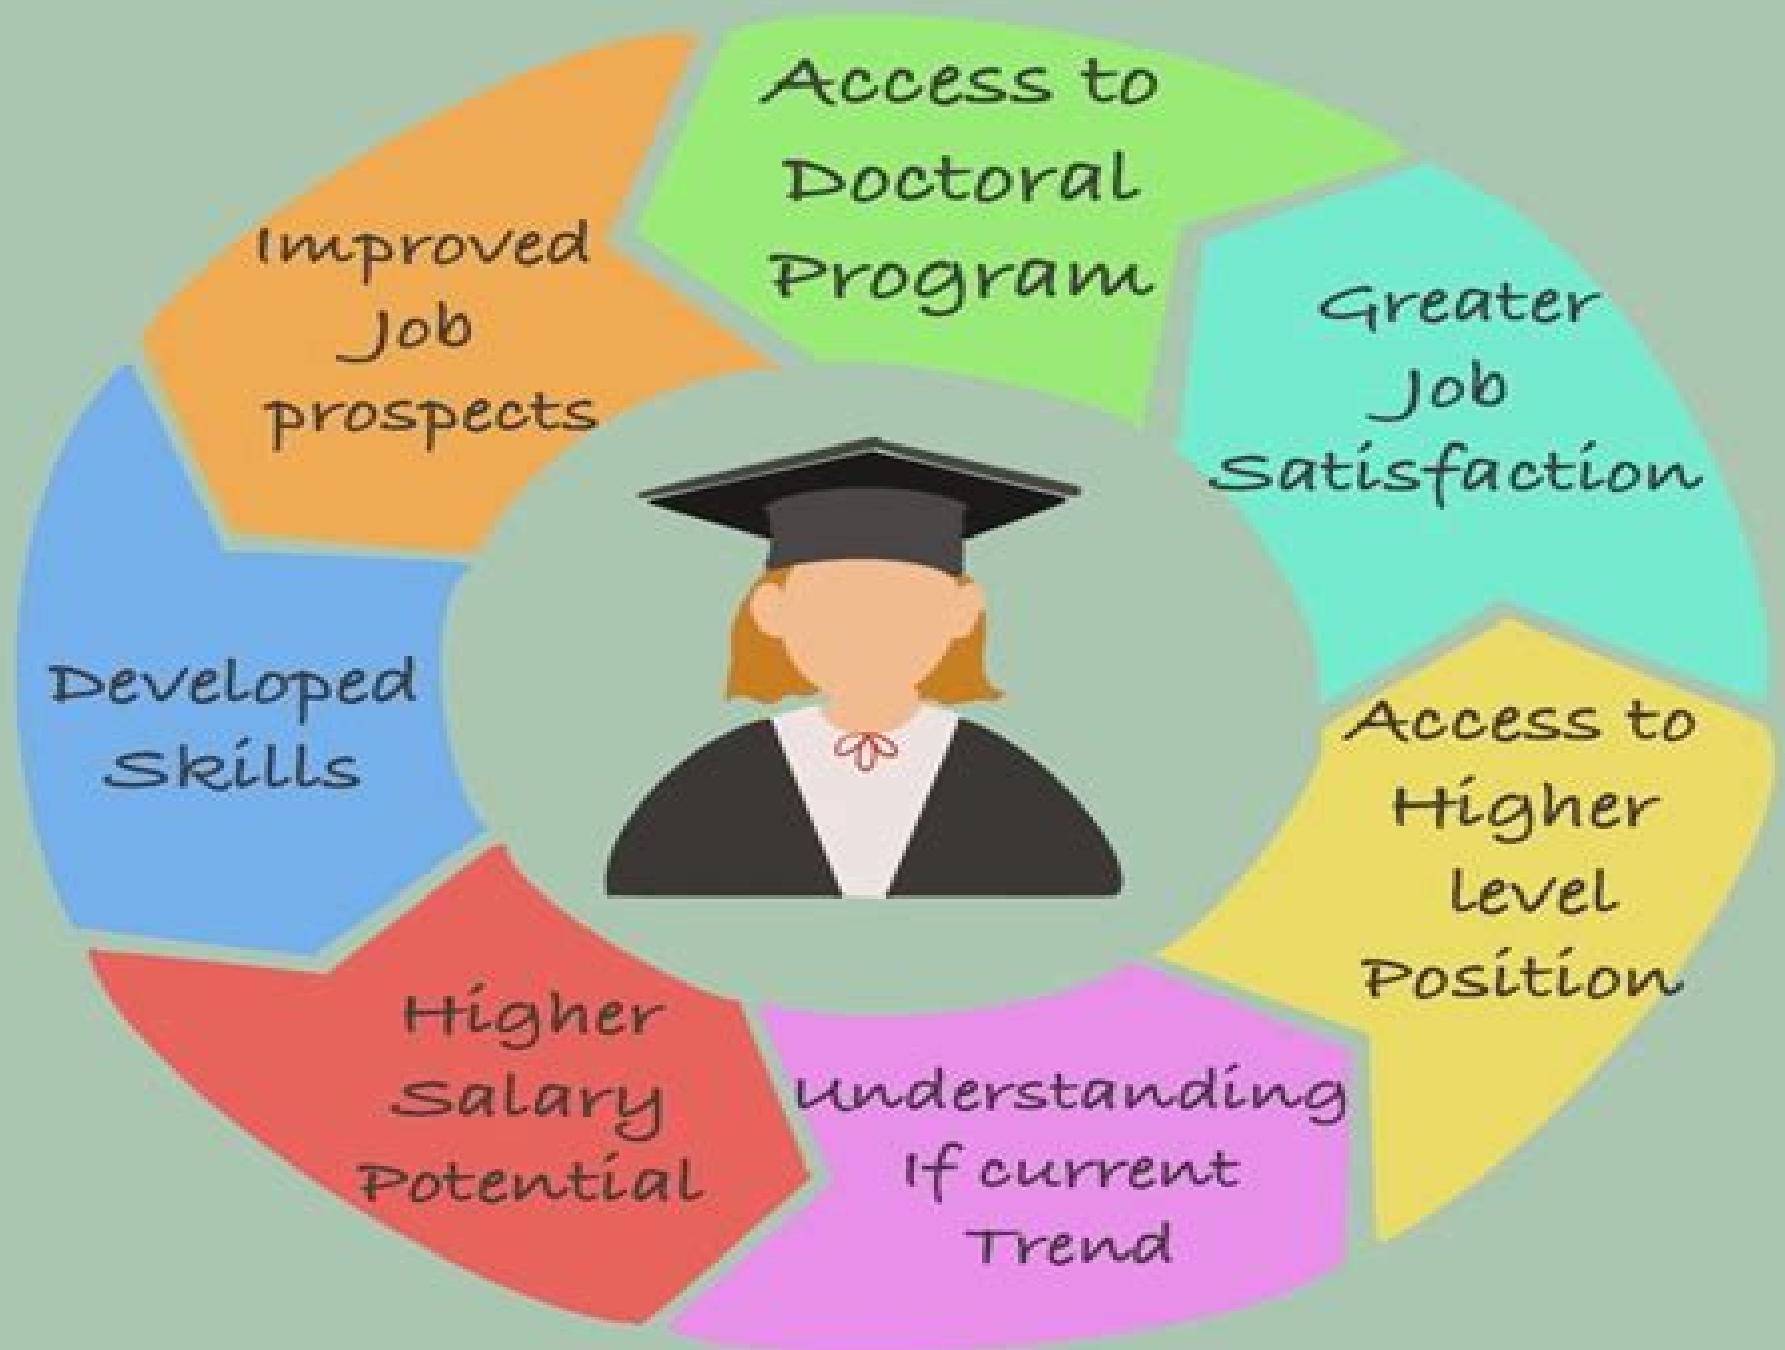 Access to
Doctoral
Program
Greater
Job
Satisfaction
Access to
Higher
level
Position
Understanding
If current
Trend
Higher
Salary
Potential
Developed
Skills
Improved
Job
prospects